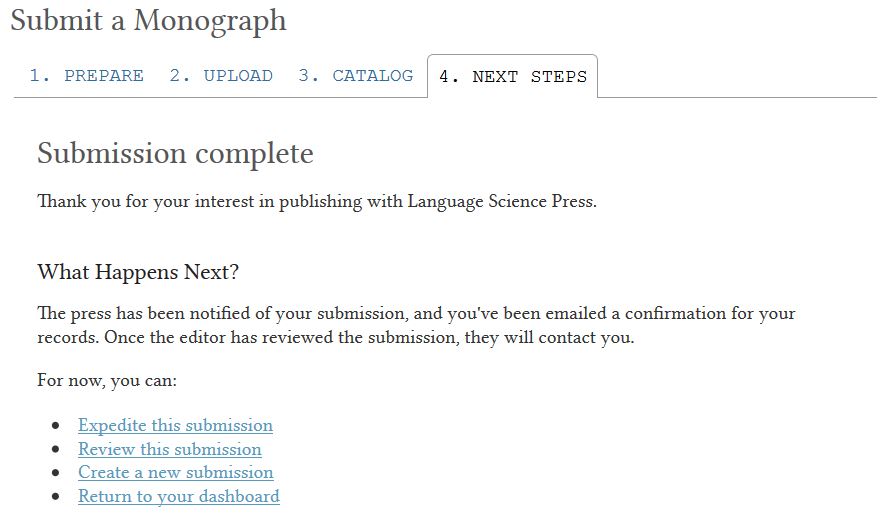 Submit a Monograph
1. PREPARE 2. UPLOAD 3. CATALOG 4. NEXT STEPS
Submission complete
Thank you for your interest in publishing with Language Science Press.
What Happens Next?
The press has been notified of your submission, and you've been emailed a confirmation for your
records. Once the editor has reviewed the submission, they will contact you.
For now, you can:
• Expedite this submission
• Review this submission
• Create a new submission
• Return to your dashboard